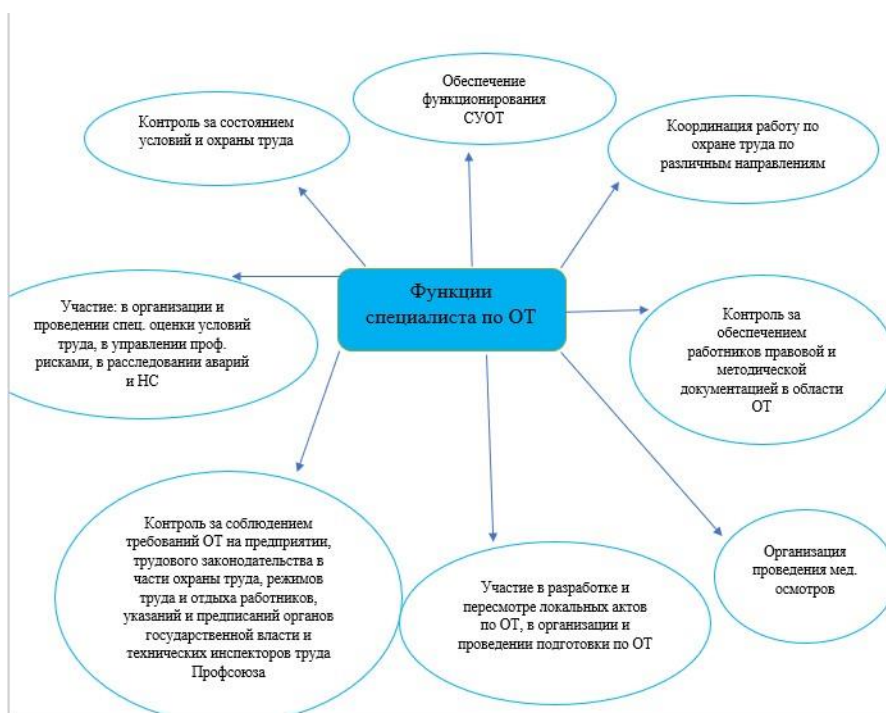 Обеспечение
функционирования
СУОТ
Контроль за состоянием
условий и охраны труда
Координация работу по
охране труда по
различным направлениям
Функции
специалиста по ОТ
Участие: в организации и
проведении спец. оценки условий
труда, в управлении проф.
рисками, в расследовании аварий
и НС
Контроль за
обеспечением
работников правовой и
методической
документацией в области
ОТ
Контроль за соблюдением
требований ОТ на предприятии,
трудового законодательства в
части охраны труда, режимов
труда и отдыха работников,
указаний и предписаний органов
государственной власти и
технических инспекторов труда
Профсоюза
Участие в разработке и
пересмотре локальных актов
по ОТ, в организации и
проведении подготовки по ОТ
Организация
проведения мед.
осмотров